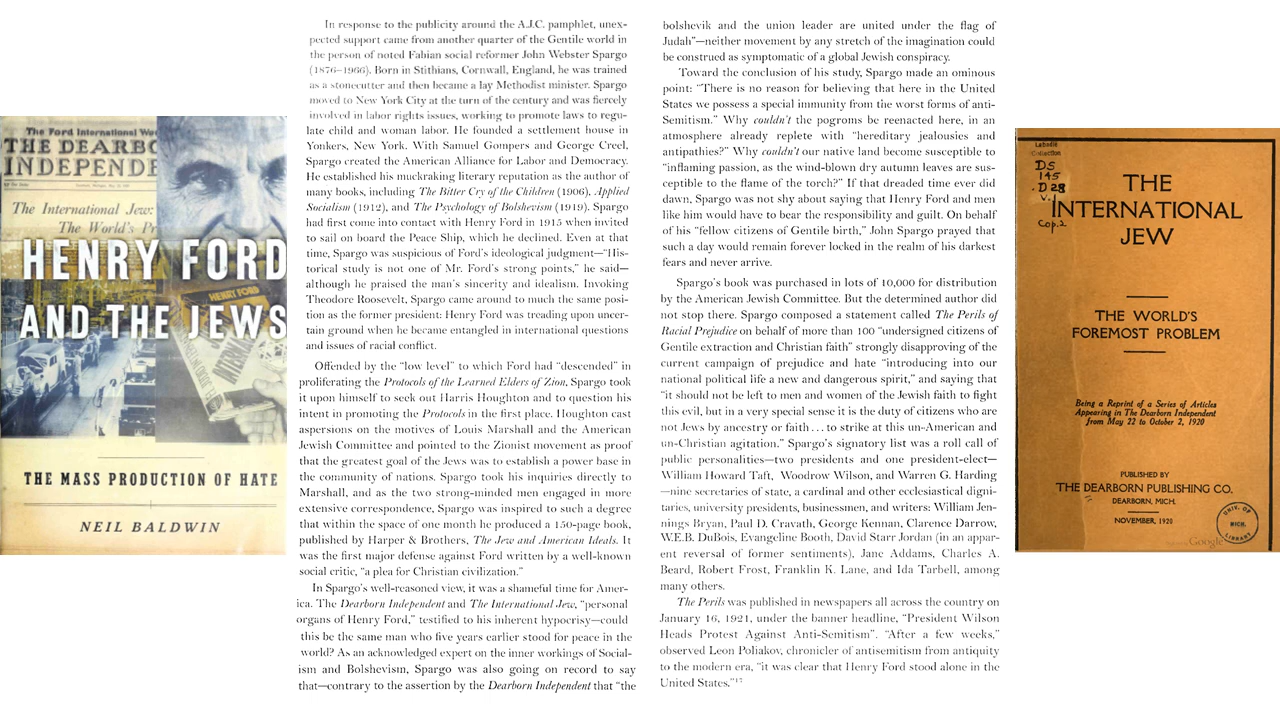 The Ford International We
THE DEARBO
INDEPENDE
The International Jew:
The World's Pr
HENRY FORD
AND THE JEWS
THE MASS PRODUCTION OF HATE
NEIL BALDWIN
In response to the publicity around the A.J.C. pamphlet, unex-
pected support came from another quarter of the Gentile world in
the person of noted Fabian social reformer John Webster Spargo
(1876–1966). Born in Stithians, Cornwall, England, he was trained
as a stonecutter and then became a lay Methodist minister. Spargo
moved to New York City at the turn of the century and was fiercely
involved in labor rights issues, working to promote laws to regu-
late child and woman labor. He founded a settlement house in
Yonkers, New York. With Samuel Gompers and George Creel,
Spargo created the American Alliance for Labor and Democracy.
He established his muckraking literary reputation as the author of
many books, including The Bitter Cry of the Children (1906), Applied
Socialism (1912), and The Psychology of Bolshevism (1919). Spargo
had first come into contact with Henry Ford in 1915 when invited
to sail on board the Peace Ship, which he declined. Even at that
time, Spargo was suspicious of Ford's ideological judgment—"His-
torical study is not one of Mr. Ford's strong points," he said—
although he praised the man's sincerity and idealism. Invoking
Theodore Roosevelt, Spargo came around to much the same posi-
tion as the former president: Henry Ford was treading upon uncer-
tain ground when he became entangled in international questions
and issues of racial conflict.
Offended by the "low level" to which Ford had "descended" in
proliferating the Protocols of the Learned Elders of Zion, Spargo took
it upon himself to seek out Harris Houghton and to question his
intent in promoting the Protocols in the first place. Houghton cast
aspersions on the motives of Louis Marshall and the American
Jewish Committee and pointed to the Zionist movement as proof
that the greatest goal of the Jews was to establish a power base in
the community of nations. Spargo took his inquiries directly to
Marshall, and as the two strong-minded men engaged in more
extensive correspondence, Spargo was inspired to such a degree
that within the space of one month he produced a 150-page book,
published by Harper & Brothers, The Jew and American Ideals. It
was the first major defense against Ford written by a well-known
social critic, "a plea for Christian civilization."
In Spargo's well-reasoned view, it was a shameful time for Amer-
ica. The Dearborn Independent and The International Jew, "personal
organs of Henry Ford," testified to his inherent hypocrisy—could
this be the same man who five years earlier stood for peace in the
world? As an acknowledged expert on the inner workings of Social-
ism and Bolshevism, Spargo was also going on record to say
that—contrary to the assertion by the Dearborn Independent that "the
bolshevik and the union leader are united under the flag of
Judah"—neither movement by any stretch of the imagination could
be construed as symptomatic of a global Jewish conspiracy.
Toward the conclusion of his study, Spargo made an ominous
point: "There is no reason for believing that here in the United
States we possess a special immunity from the worst forms of anti-
Semitism." Why couldn't the pogroms be reenacted here, in an
atmosphere already replete with "hereditary jealousies and
antipathies?" Why couldn't our native land become susceptible to
"inflaming passion, as the wind-blown dry autumn leaves are sus-
ceptible to the flame of the torch?" If that dreaded time ever did
dawn, Spargo was not shy about saying that Henry Ford and men
like him would have to bear the responsibility and guilt. On behalf
of his "fellow citizens of Gentile birth," John Spargo prayed that
such a day would remain forever locked in the realm of his darkest
fears and never arrive.
Spargo's book was purchased in lots of 10,000 for distribution
by the American Jewish Committee. But the determined author did
not stop there. Spargo composed a statement called The Perils of
Racial Prejudice on behalf of more than 100 "undersigned citizens of
Gentile extraction and Christian faith" strongly disapproving of the
current campaign of prejudice and hate "introducing into our
national political life a new and dangerous spirit," and saying that
"it should not be left to men and women of the Jewish faith to fight
this evil, but in a very special sense it is the duty of citizens who are
not Jews by ancestry or faith . . . to strike at this un-American and
un-Christian agitation." Spargo's signatory list was a roll call of
public personalities—two presidents and one president-elect—
William Howard Taft, Woodrow Wilson, and Warren G. Harding
—nine secretaries of state, a cardinal and other ecclesiastical digni-
taries, university presidents, businessmen, and writers: William Jen-
nings Bryan, Paul D. Cravath, George Kennan, Clarence Darrow,
W.E.B. DuBois, Evangeline Booth, David Starr Jordan (in an appar-
ent reversal of former sentiments), Jane Addams, Charles A.
Beard, Robert Frost, Franklin K. Lane, and Ida Tarbell, among
many others.
The Perils was published in newspapers all across the country on
January 16, 1921, under the banner headline, "President Wilson
Heads Protest Against Anti-Semitism". "After a few weeks,"
observed Leon Poliakov, chronicler of antisemitism from antiquity
to the modern era, "it was clear that Henry Ford stood alone in the
United States."17
Labadie
Collection
DS
145
.D28
v.1
Cop.2
THE
INTERNATIONAL
JEW
THE WORLD'S
FOREMOST PROBLEM
Being a Reprint of a Series of Articles
Appearing in The Dearborn Independent
from May 22 to October 2, 1920
PUBLISHED BY
THE DEARBORN PUBLISHING CO.
DEARBORN, MICH.
NOVEMBER, 1920
UNIV. OF
MICH.
LIBRARY
Google